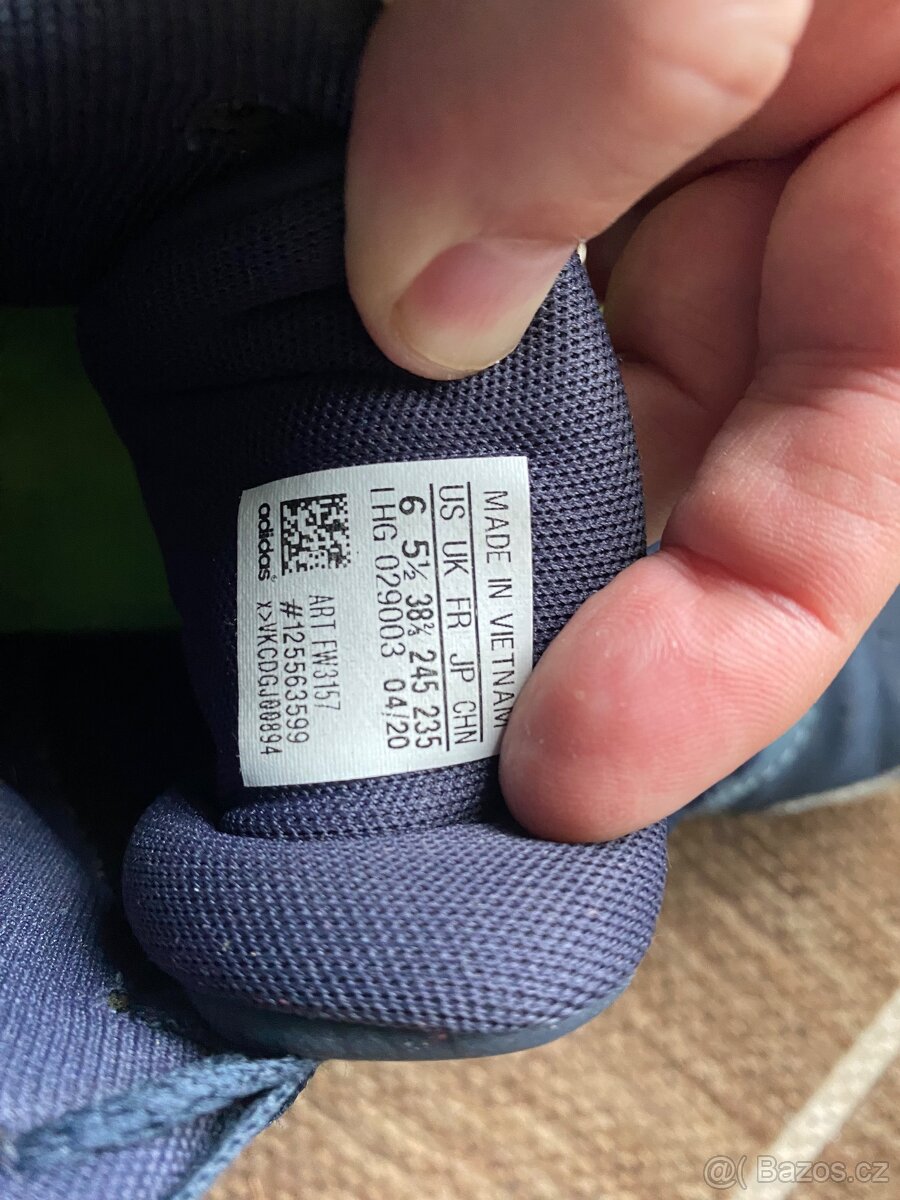 MADE IN VIETNAM
US UK FR JP CHN
6 5½ 38⅔ 245 235
LHG 029003 04/20
ART FW3157
#125563599
x>VKCDGJ00894
adidas
@( Bazos.cz